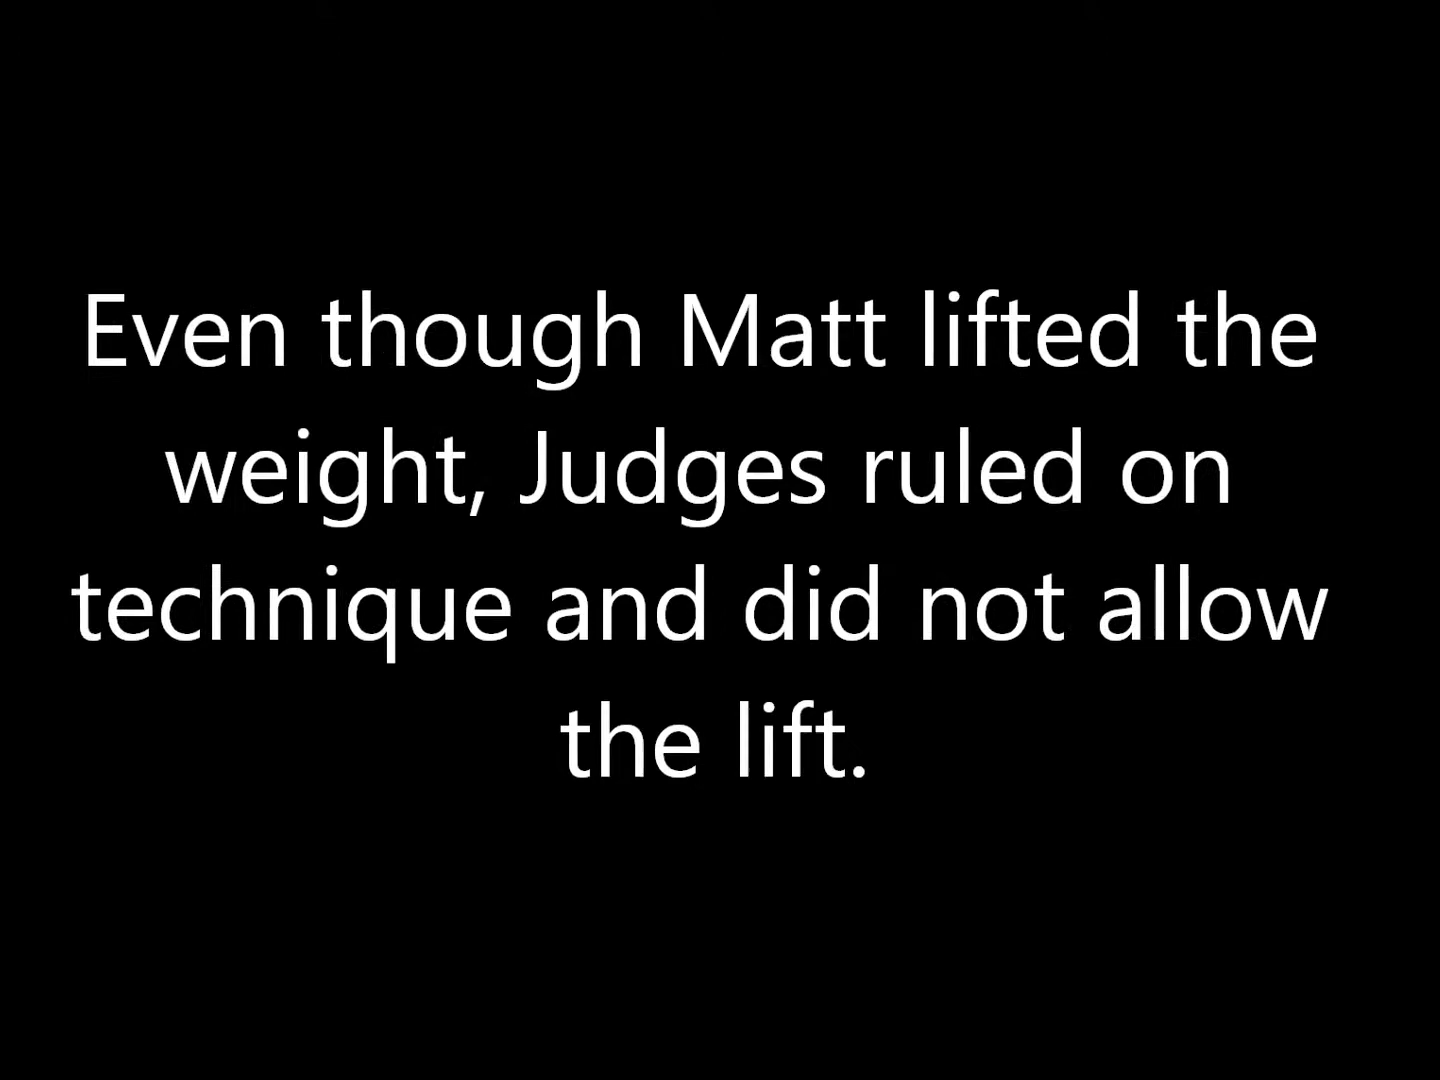 Even though Matt lifted the
weight, Judges ruled on
technique and did not allow
the lift.